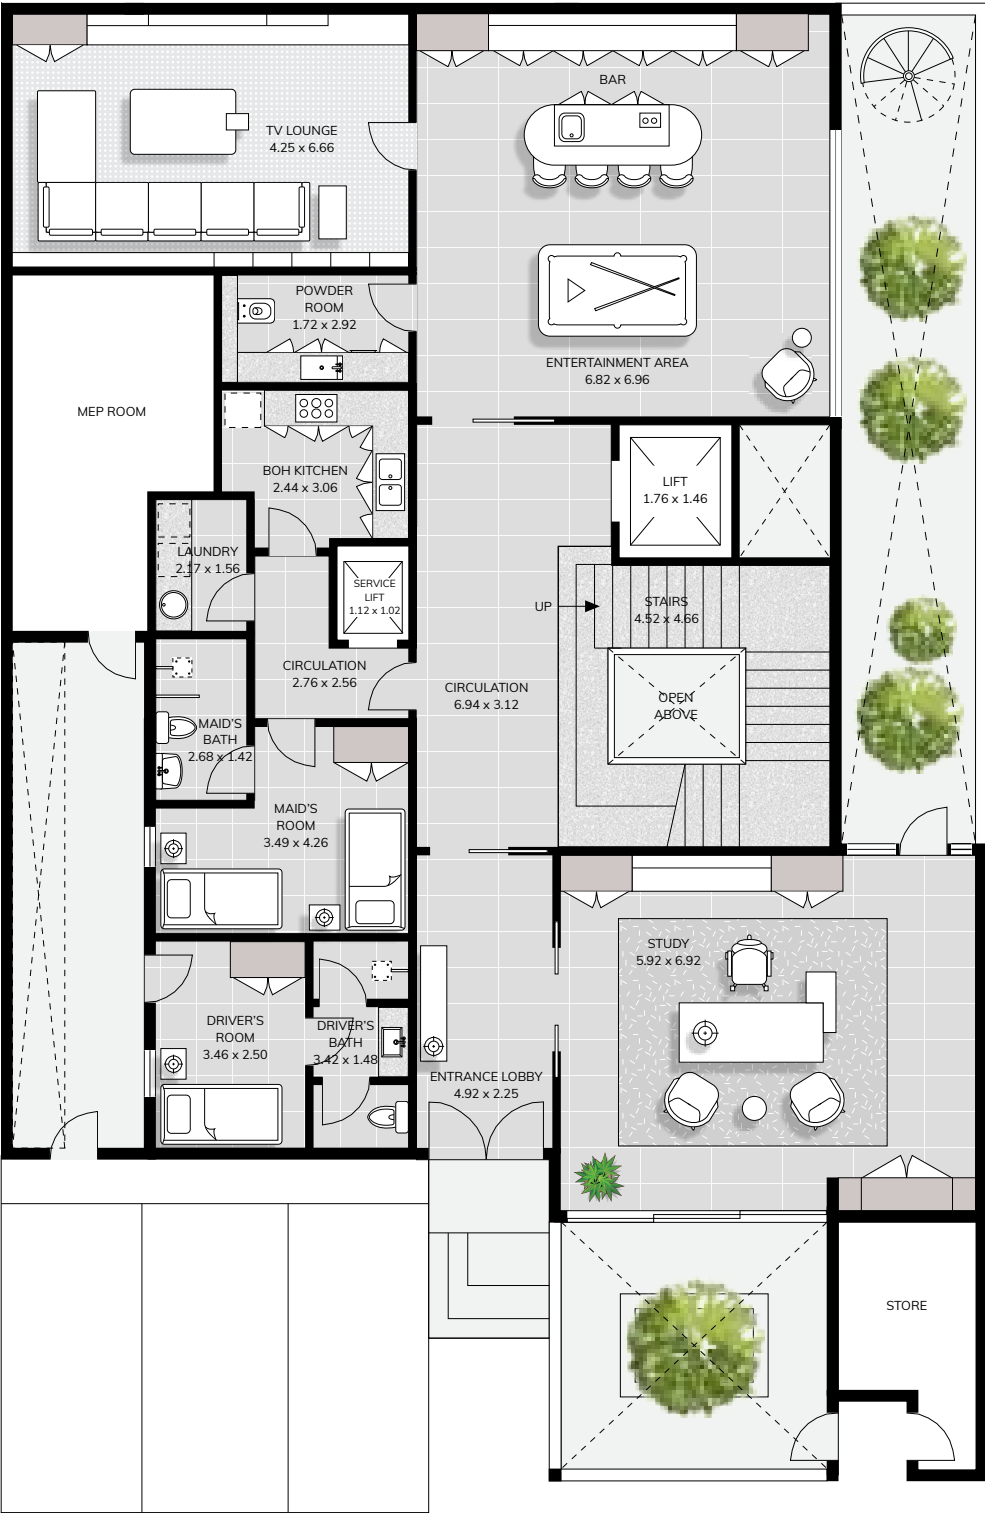 BAR
TV LOUNGE
4.25 x 6.66
POWDER
ROOM
1.72 x 2.92
ENTERTAINMENT AREA
6.82 x 6.96
MEP ROOM
BOH KITCHEN
2.44 x 3.06
LIFT
1.76 x 1.46
LAUNDRY
2.17 x 1.56
SERVICE
LIFT
1.12 x 1.02
UP
STAIRS
4.52 x 4.66
CIRCULATION
2.76 x 2.56
CIRCULATION
6.94 x 3.12
OPEN
ABOVE
MAID'S
BATH
2.68 x 1.42
MAID'S
ROOM
3.49 x 4.26
STUDY
5.92 x 6.92
DRIVER'S
ROOM
3.46 x 2.50
DRIVER'S
BATH
3.42 x 1.48
ENTRANCE LOBBY
4.92 x 2.25
STORE